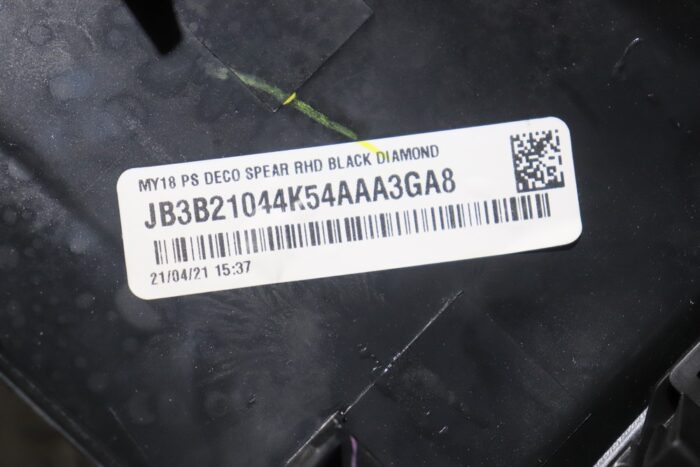 MY18 PS DECO SPEAR RHD BLACK DIAMOND
JB3B21044K54AAA3GA8
21/04/21 15:37